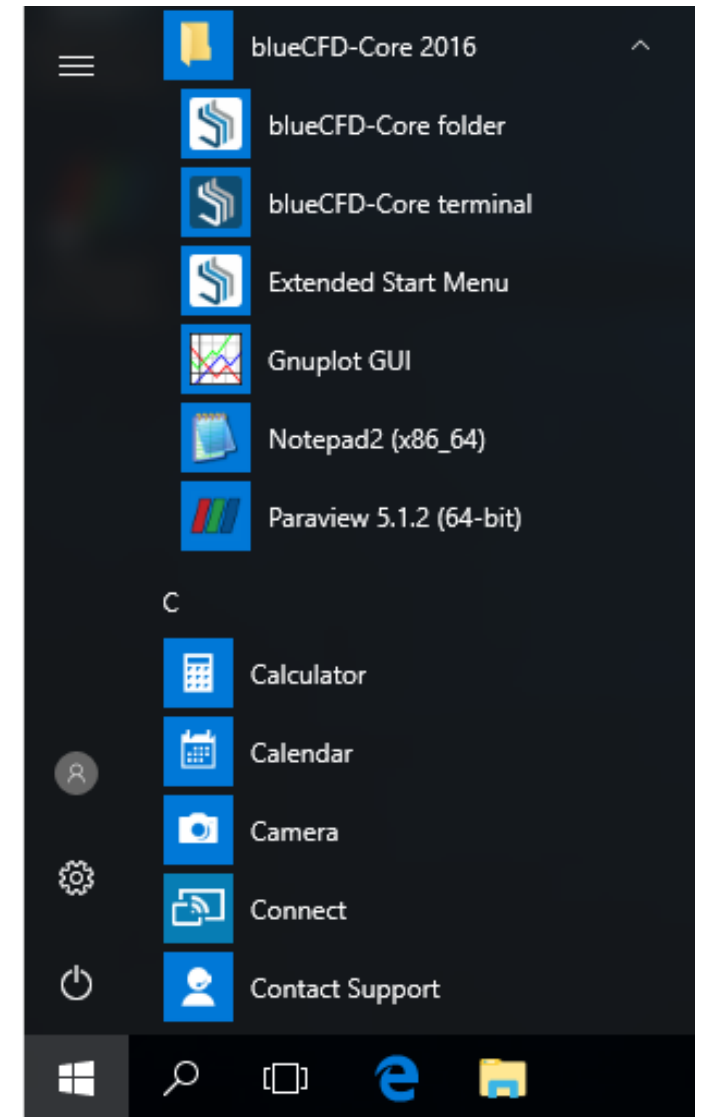 blueCFD-Core 2016
blueCFD-Core folder
blueCFD-Core terminal
Extended Start Menu
Gnuplot GUI
Notepad2 (x86_64)
Paraview 5.1.2 (64-bit)
C
Calculator
Calendar
Camera
Connect
Contact Support